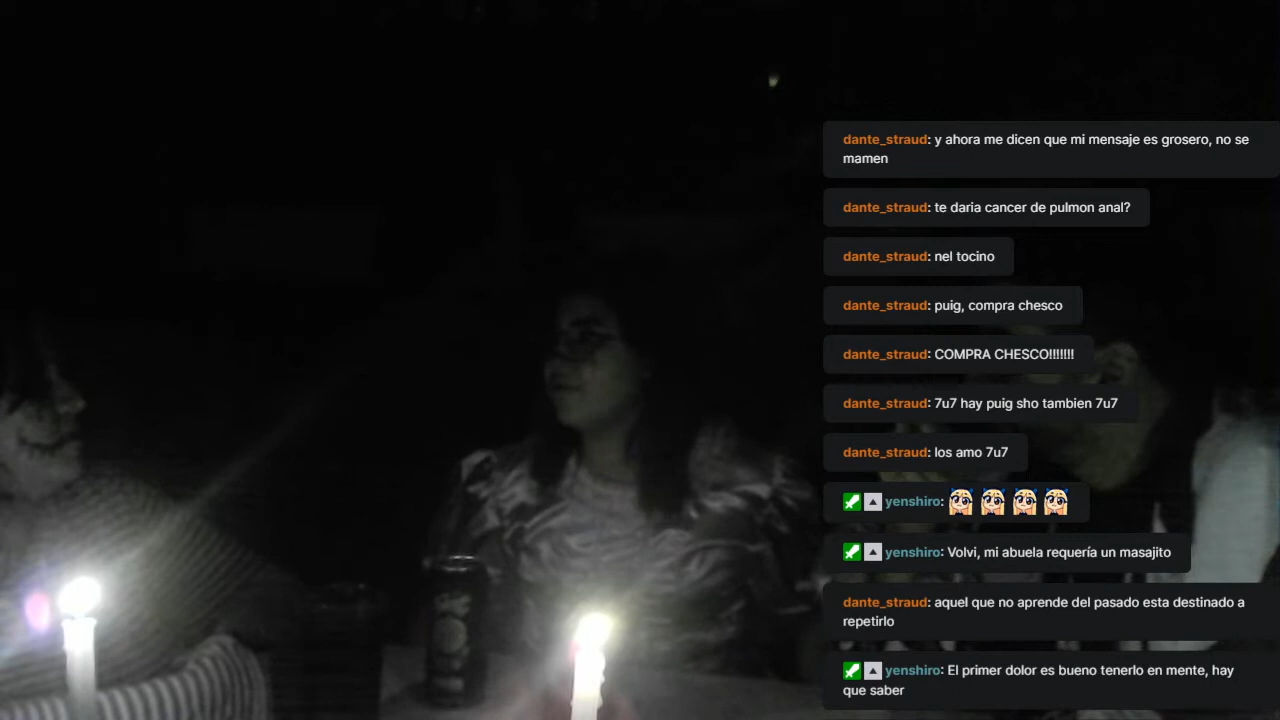 dante_straud: y ahora me dicen que mi mensaje es grosero, no se
mamen
dante_straud: te daria cancer de pulmon anal?
dante_straud: nel tocino
dante_straud: puig, compra chesco
dante_straud: COMPRA CHESCO!!!!!!!
dante_straud: 7u7 hay puig sho tambien 7u7
dante_straud: los amo 7u7
yenshiro:
yenshiro: Volvi, mi abuela requería un masajito
dante_straud: aquel que no aprende del pasado esta destinado a
repetirlo
yenshiro: El primer dolor es bueno tenerlo en mente, hay
que saber